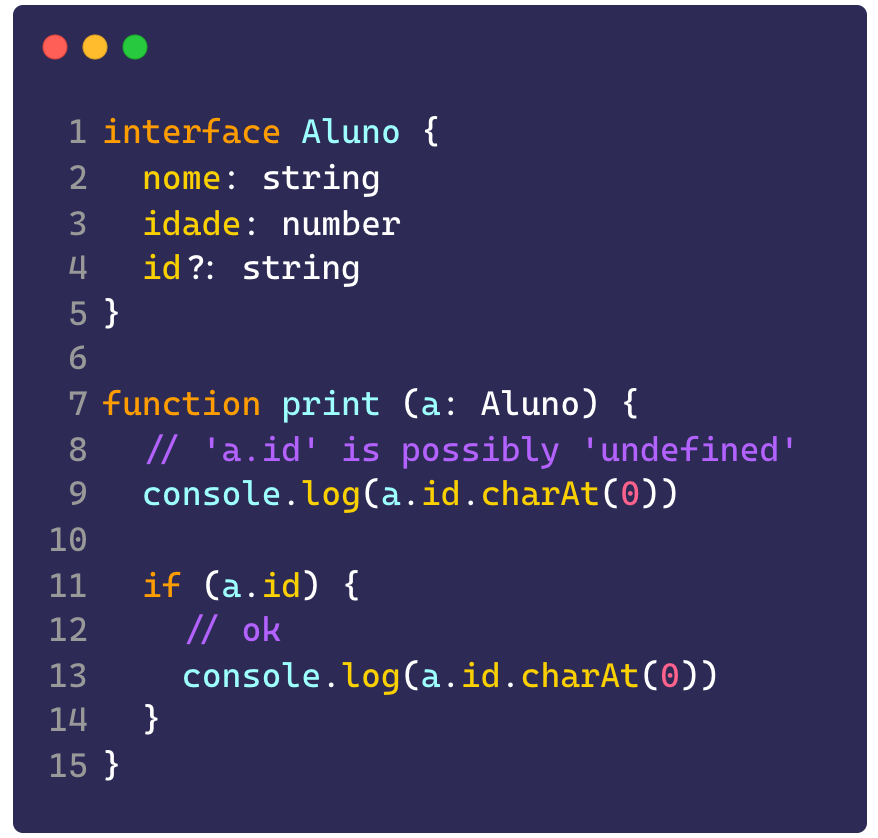 1 interface Aluno {
2   nome: string
3   idade: number
4   id?: string
5 }
6
7 function print (a: Aluno) {
8   // 'a.id' is possibly 'undefined'
9   console.log(a.id.charAt(0))
10
11   if (a.id) {
12     // ok
13     console.log(a.id.charAt(0))
14   }
15 }